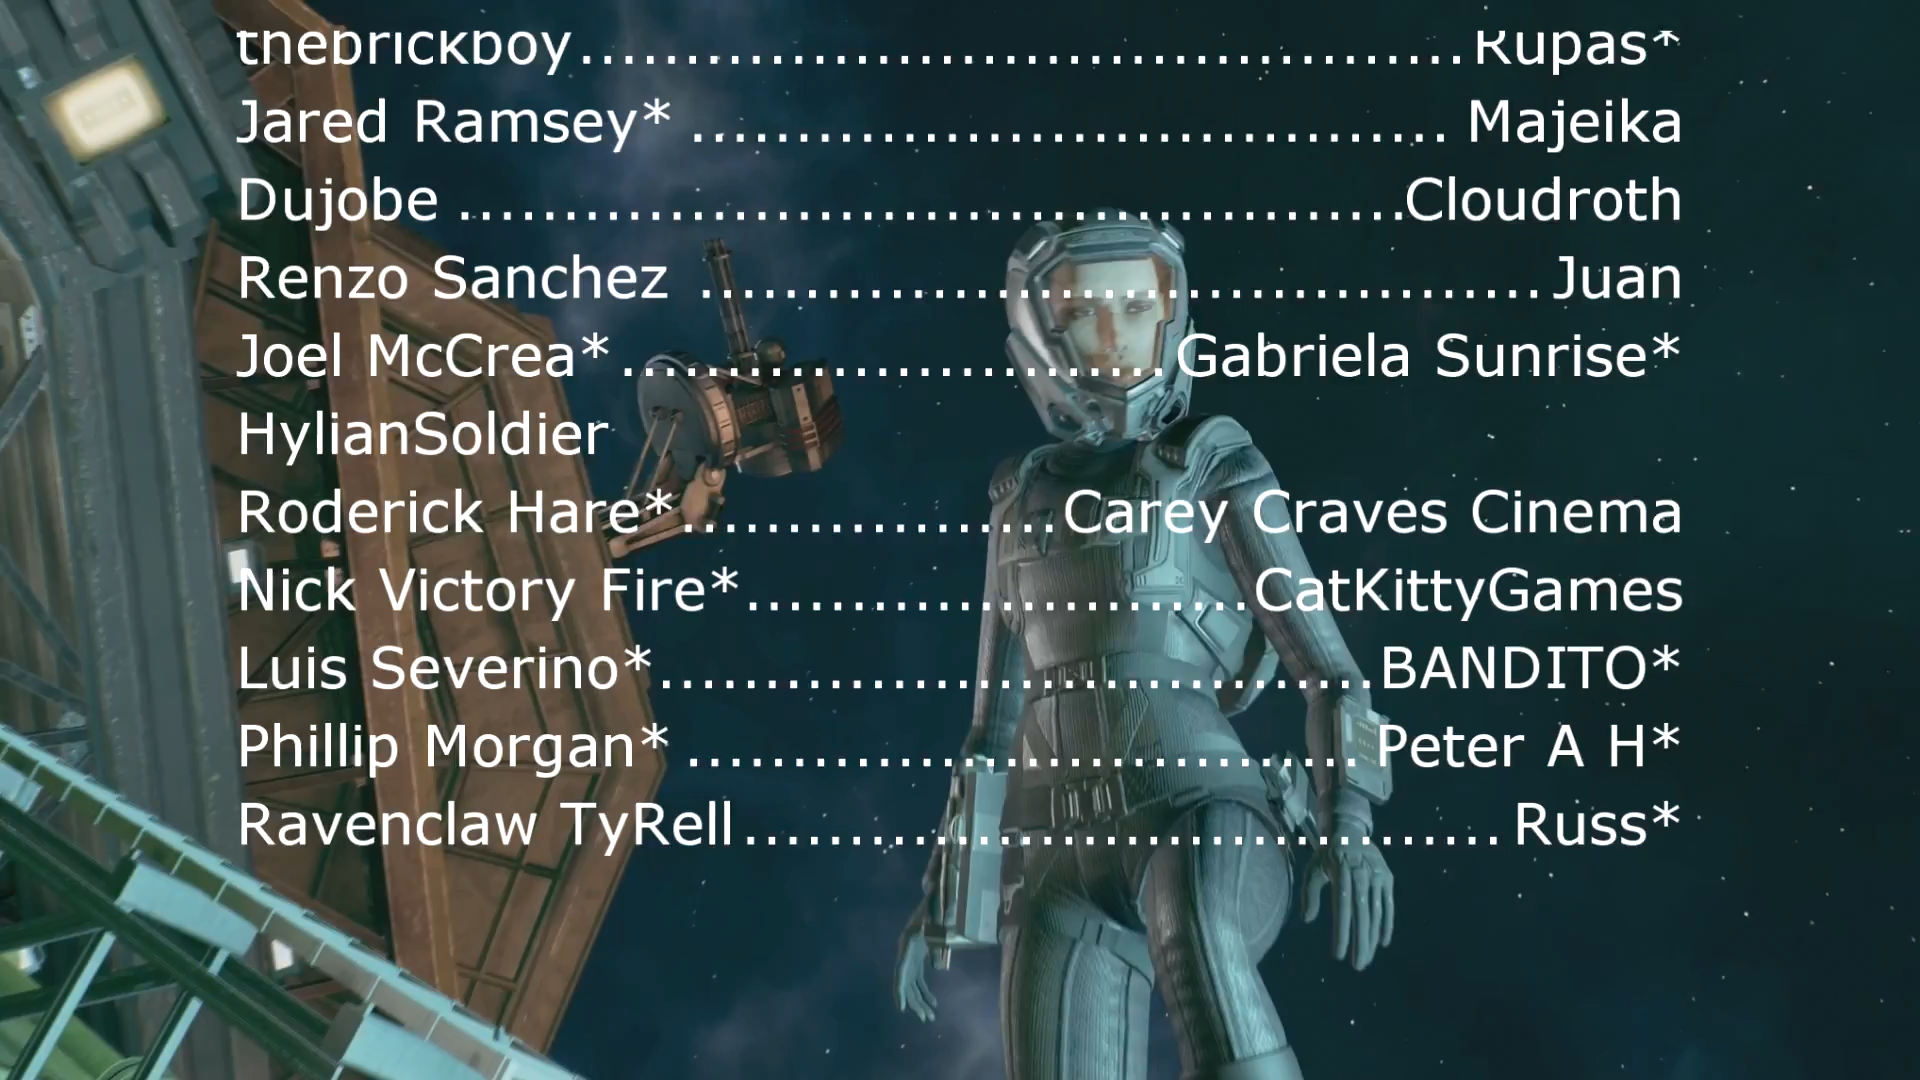 thebrickboy..........................................Rupas*
Jared Ramsey* .................................... Majeika
Dujobe .............................................Cloudroth
Renzo Sanchez ........................................Juan
Joel McCrea* ..........................Gabriela Sunrise*
HylianSoldier
Roderick Hare*..................Carey Craves Cinema
Nick Victory Fire*........................CatKittyGames
Luis Severino*..................................BANDITO*
Phillip Morgan* ................................Peter A H*
Ravenclaw TyRell....................................Russ*